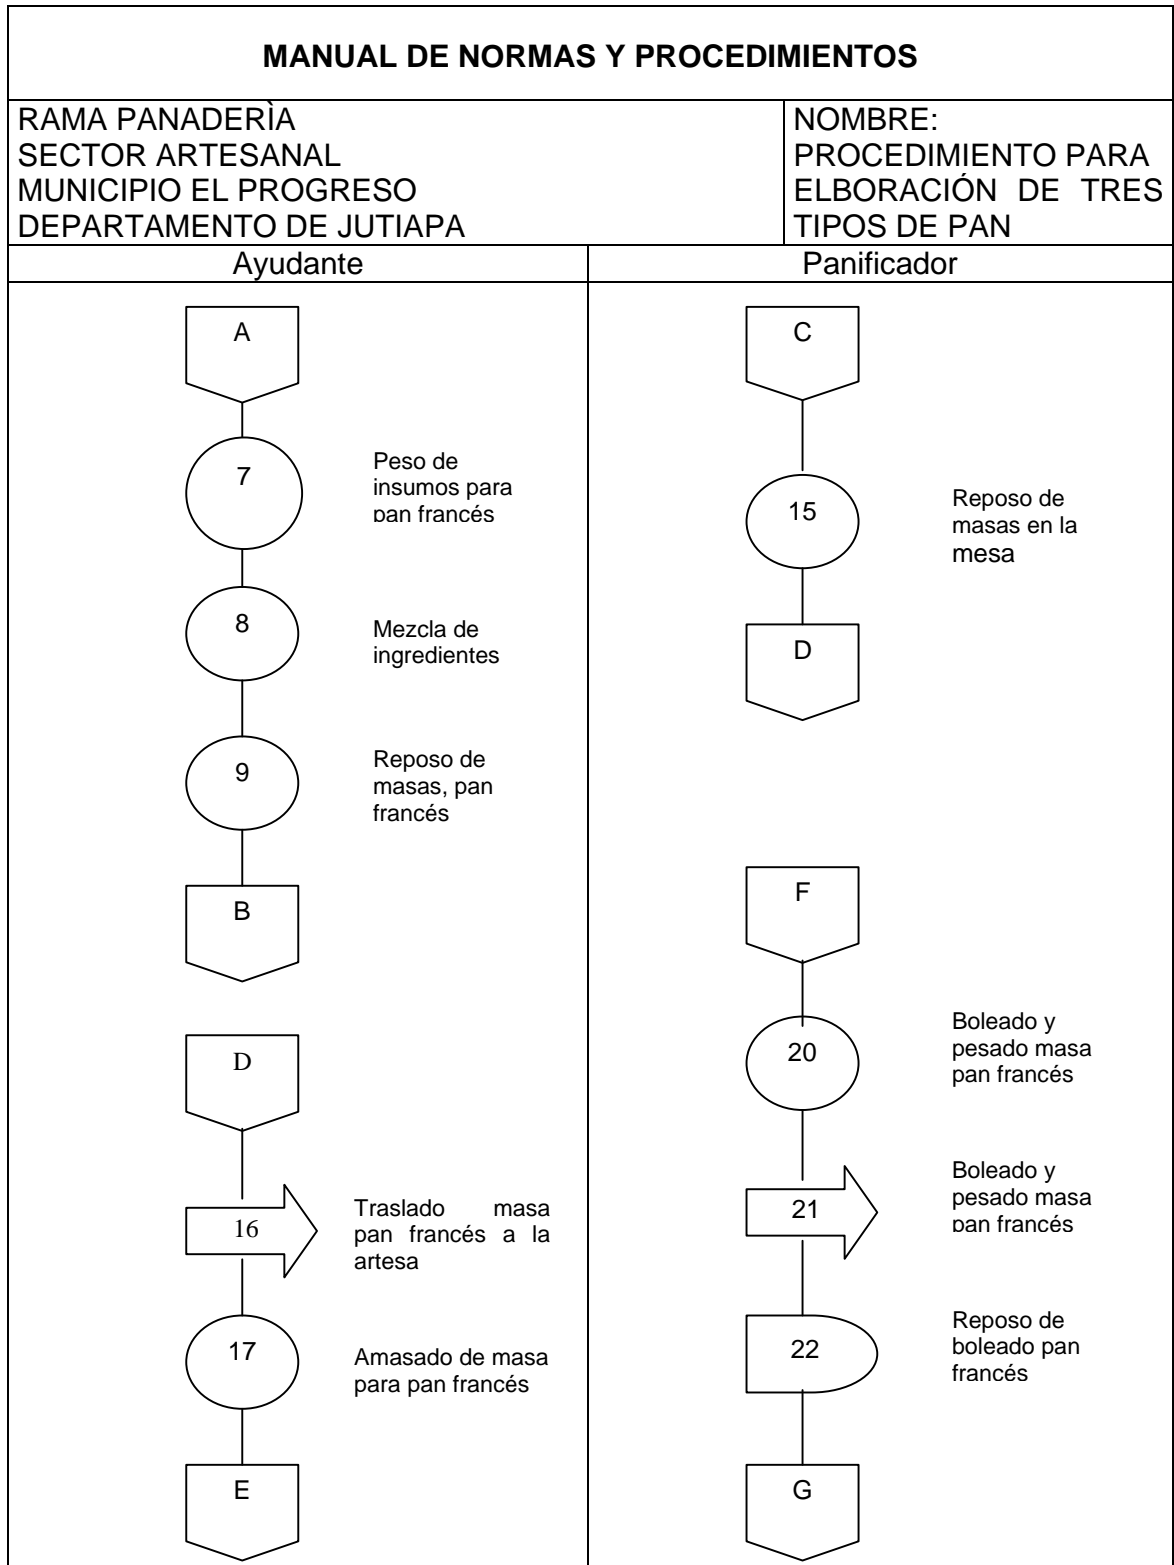 MANUAL DE NORMAS Y PROCEDIMIENTOS
RAMA PANADERÌA
SECTOR ARTESANAL
MUNICIPIO EL PROGRESO
DEPARTAMENTO DE JUTIAPA
NOMBRE:
PROCEDIMIENTO PARA
ELBORACIÓN DE TRES
TIPOS DE PAN
Ayudante
Panificador
A
7
Peso de
insumos para
pan francés
8
Mezcla de
ingredientes
9
Reposo de
masas, pan
francés
B
D
16
Traslado masa
pan francés a la
artesa
17
Amasado de masa
para pan francés
E
C
15
Reposo de
masas en la
mesa
D
F
20
Boleado y
pesado masa
pan francés
21
Boleado y
pesado masa
pan francés
22
Reposo de
boleado pan
francés
G